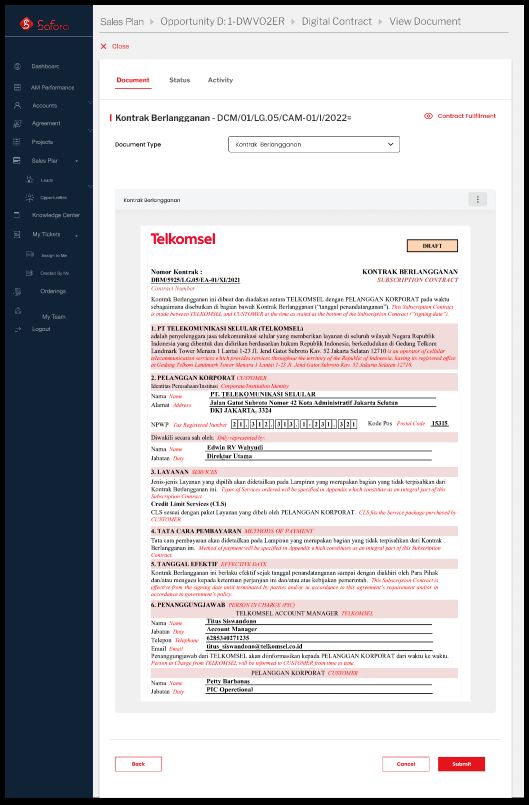 Safora
Dashboard
AM Performance
Accounts
Agreement
Projects
Sales Plan
Leads
Opportunities
Knowledge Center
My Tickets
Assign to Me
Created By Me
Orderings
My Team
Logout
Sales Plan Opportunity D: 1-DWVO2ER Digital Contract View Document
Close
Document Status Activity
Kontrak Berlangganan - DCM/01/LG.05/CAM-01/I/2022=
Contract Fulfillment
Document Type
Kontrak Berlangganan
Kontrak Berlangganan
Telkomsel
DRAFT
Nomor Kontrak :
DBM/5925/LG.05/EA-01/XI/2021
Contract Number
KONTRAK BERLANGGANAN
SUBSCRIPTION CONTRACT
Kontrak Berlangganan ini dibuat dan diadakan antara TELKOMSEL dengan PELANGGAN KORPORAT pada waktu
sebagaimana disebutkan di bagian bawah Kontrak Berlangganan ("tanggal penandatanganan"). This Subscription Contract
is made between TELKOMSEL and CUSTOMER at the time as stated at the bottom of the Subscription Contract ("signing date").
1. PT TELEKOMUNIKASI SELULAR (TELKOMSEL)
adalah penyelenggara jasa telekomunikasi selular yang memberikan layanan di seluruh wilayah Negara Republik
Indonesia yang dibentuk dan didirikan berdasarkan hukum Republik Indonesia, berkedudukan di Gedung Telkom
Landmark Tower Menara 1 Lantai 1-23 Jl. Jend Gatot Subroto Kav. 52 Jakarta Selatan 12710 is an operator of cellular
telecommunication services which provides services throughout the territory of the Republic of Indonesia, having its registered office
at Gedung Telkom Landmark Tower Menara 1 Lantai 1-23 Jl. Jend Gatot Subroto Kav. 52 Jakarta Selatan 12710.
2. PELANGGAN KORPORAT CUSTOMER
Identitas Perusahaan/Institusi Corporate/Institution Identity
Nama Name PT. TELEKOMUNIKASI SELULAR
Alamat Address Jalan Gatot Subroto Nomor 42 Kota Administratif Jakarta Selatan
DKI JAKARTA, 3324
NPWP Tax Registered Number 21.312.313.1-231.321 Kode Pos Postal Code 15315
Diwakili secara sah oleh: Duly represented by:
Nama Name Edwin RV Wahyudi
Jabatan Duty Direktur Utama
3. LAYANAN SERVICES
Jenis-jenis Layanan yang dipilih akan didetailkan pada Lampiran yang merupakan bagian yang tidak terpisahkan dari
Kontrak Berlangganan ini. Types of Services ordered will be specified in Appendix which constitute as an integral part of this
Subscription Contract.
Credit Limit Services (CLS)
CLS sesuai dengan paket Layanan yang dibeli oleh PELANGGAN KORPORAT. CLS fits the Service package purchased by
CUSTOMER.
4. TATA CARA PEMBAYARAN METHODS OF PAYMENT
Tata cara pembayaran akan didetailkan pada Lampiran yang merupakan bagian yang tidak terpisahkan dari Kontrak
Berlangganan ini. Method of payment will be specified in Appendix which constitutes as an integral part of this Subscription
Contract.
5. TANGGAL EFEKTIF EFFECTIVE DATE
Kontrak Berlangganan ini berlaku efektif sejak tanggal penandatanganan sampai dengan diakhiri oleh Para Pihak
dan/atau mengacu kepada ketentuan perjanjian ini dan/atau atas kebijakan pemerintah. This Subscription Contract is
effective from the signing date until terminated by parties and/or in accordance to this agreement's requirement and/or in
accordance to government's policy.
6. PENANGGUNGJAWAB PERSON IN CHARGE (PIC)
TELKOMSEL ACCOUNT MANAGER TELKOMSEL
Nama Name Titus Siswandono
Jabatan Duty Account Manager
Telepon Telephone 6285340271235
Email Email titus_siswandono@telkomsel.co.id
Penanggungjawab dari TELKOMSEL akan diinformasikan kepada PELANGGAN KORPORAT dari waktu ke waktu.
Person in Charge from TELKOMSEL will be informed to CUSTOMER from time to time.
PELANGGAN KORPORAT CUSTOMER
Nama Name Petty Barbanas
Jabatan Duty PIC Operetional
Back Cancel Submit